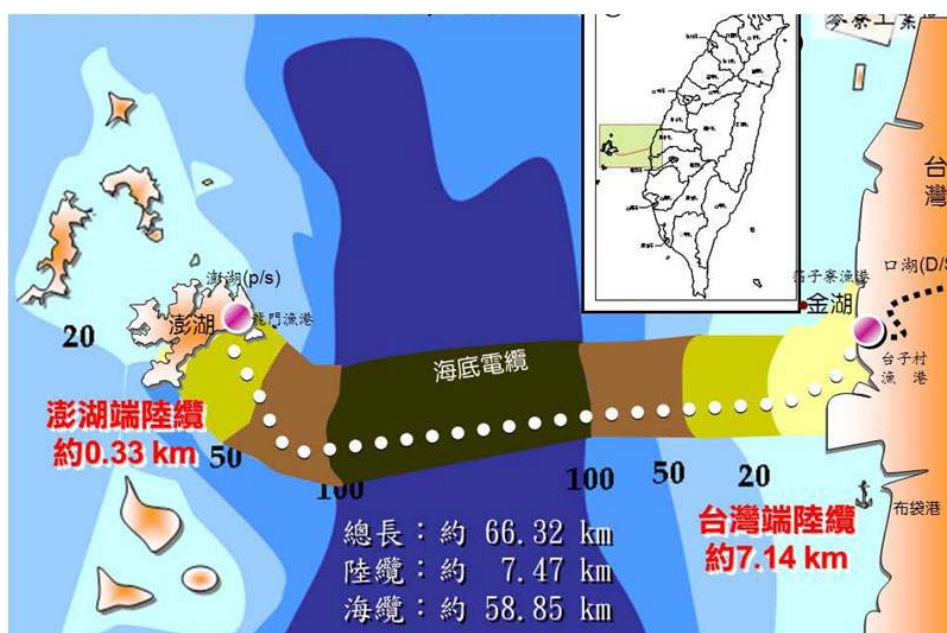 台
灣
澎湖(p/s)
龍門漁港
澎湖
20
口湖(D/S
箔子寮漁港
金湖
台子村
漁 港
海底電纜
澎湖端陸纜
約0.33 km
50
100
100
50
20
布袋港
台灣端陸纜
約7.14 km
總長：約 66.32 km
陸纜：約 7.47 km
海纜：約 58.85 km